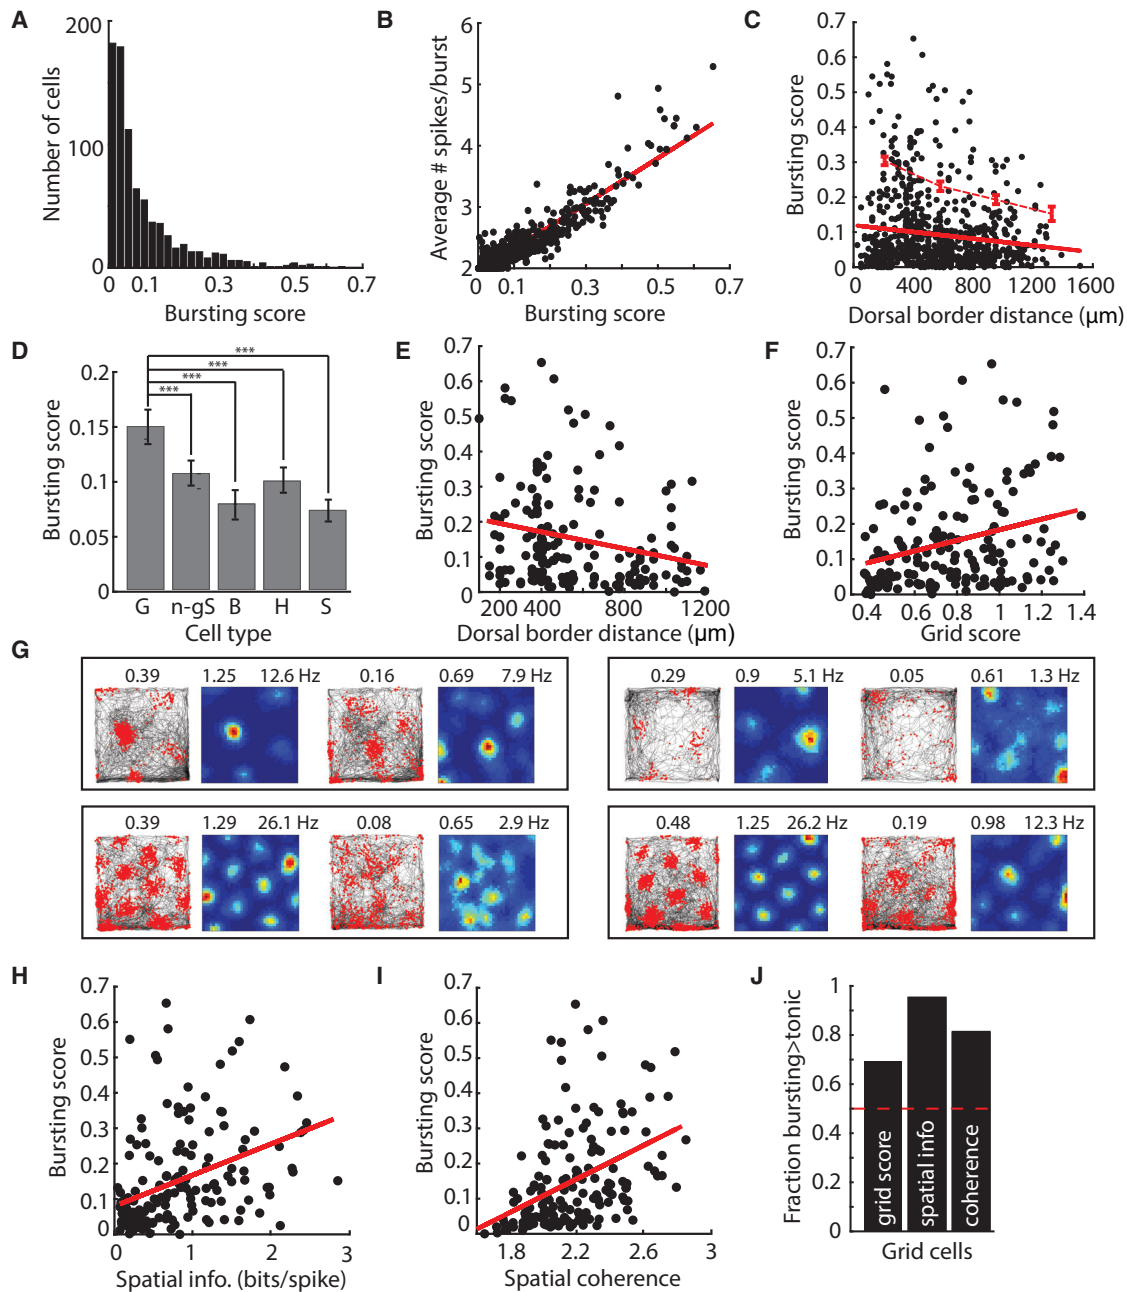 A
200
100
0
Number of cells
0.1
0.3
0.5
0.7
Bursting score
B
6
5
4
3
2
Average # spikes/burst
0
0.1
0.3
0.5
0.7
Bursting score
C
0.7
0.6
0.5
0.4
0.3
0.2
0.1
0
Bursting score
0
400
800
1200
1600
Dorsal border distance (μm)
D
0.2
0.15
0.1
0.05
0
Bursting score
***
***
***
***
G n-gS B H S
Cell type
E
0.7
0.6
0.5
0.4
0.3
0.2
0.1
0
Bursting score
200 400 800 1200
Dorsal border distance (μm)
F
0.7
0.6
0.5
0.4
0.3
0.2
0.1
0
Bursting score
0.4 0.6 0.8 1 1.2 1.4
Grid score
G
0.39 1.25 12.6 Hz 0.16 0.69 7.9 Hz
0.29 0.9 5.1 Hz 0.05 0.61 1.3 Hz
0.39 1.29 26.1 Hz 0.08 0.65 2.9 Hz
0.48 1.25 26.2 Hz 0.19 0.98 12.3 Hz
H
0.7
0.6
0.5
0.4
0.3
0.2
0.1
0
Bursting score
0 1 2 3
Spatial info. (bits/spike)
I
0.7
0.6
0.5
0.4
0.3
0.2
0.1
0
Bursting score
1.8 2.2 2.6 3
Spatial coherence
J
1
0.8
0.6
0.4
0.2
0
Fraction bursting>tonic
grid score
spatial info
coherence
Grid cells